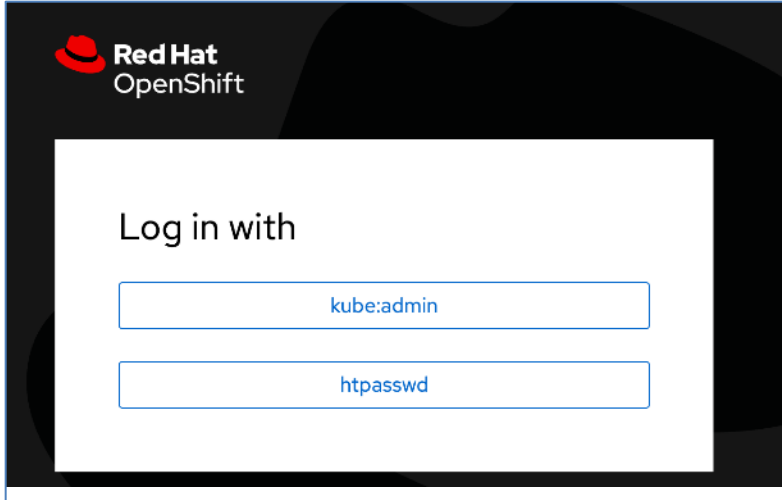 Red Hat
OpenShift
Log in with
kube:admin
htpasswd